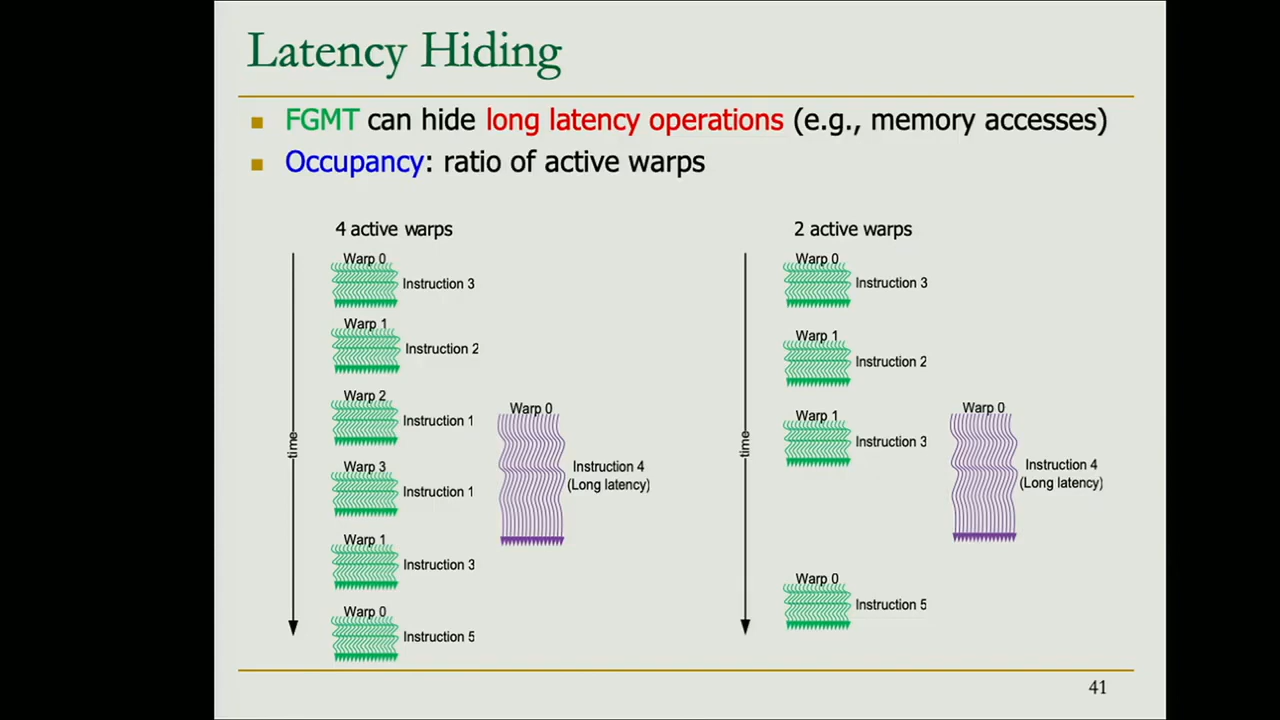 Latency Hiding
FGMT can hide long latency operations (e.g., memory accesses)
Occupancy: ratio of active warps
4 active warps
Warp 0
Instruction 3
Warp 1
Instruction 2
Warp 2
Instruction 1
Warp 3
Instruction 1
Warp 1
Instruction 3
Warp 0
Instruction 5
Warp 0
Instruction 4
(Long latency)
time
2 active warps
Warp 0
Instruction 3
Warp 1
Instruction 2
Warp 1
Instruction 3
Warp 0
Instruction 5
Warp 0
Instruction 4
(Long latency)
time
41